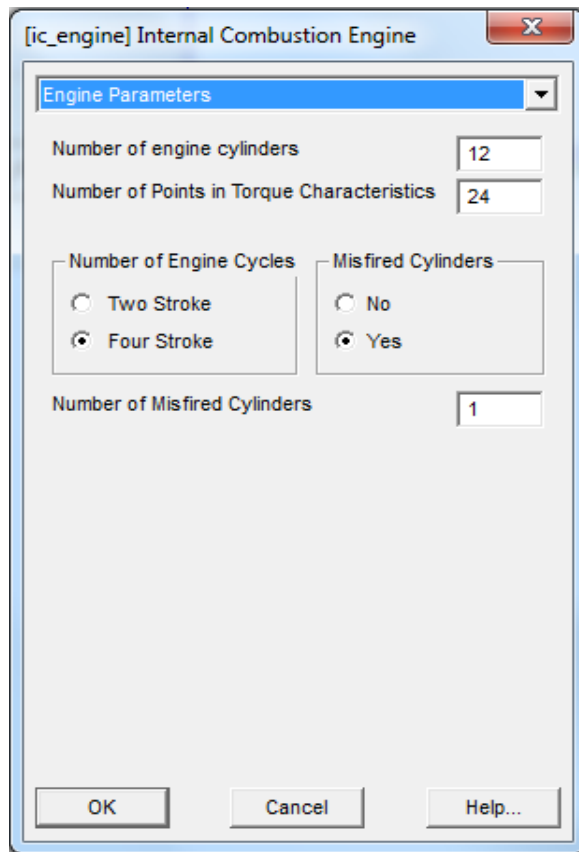 [ic_engine] Internal Combustion Engine
Engine Parameters
Number of engine cylinders 12
Number of Points in Torque Characteristics 24
Number of Engine Cycles Misfired Cylinders
Two Stroke No
Four Stroke Yes
Number of Misfired Cylinders 1
OK Cancel Help...